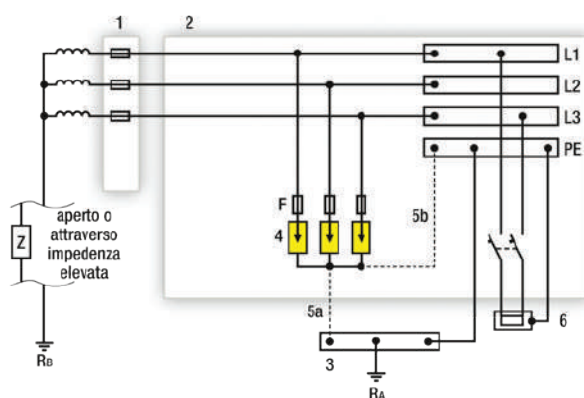 1
2
L1
L2
L3
PE
F
4
5b
Z
aperto o
attraverso
impedenza
elevata
5a
6
3
RB
RA